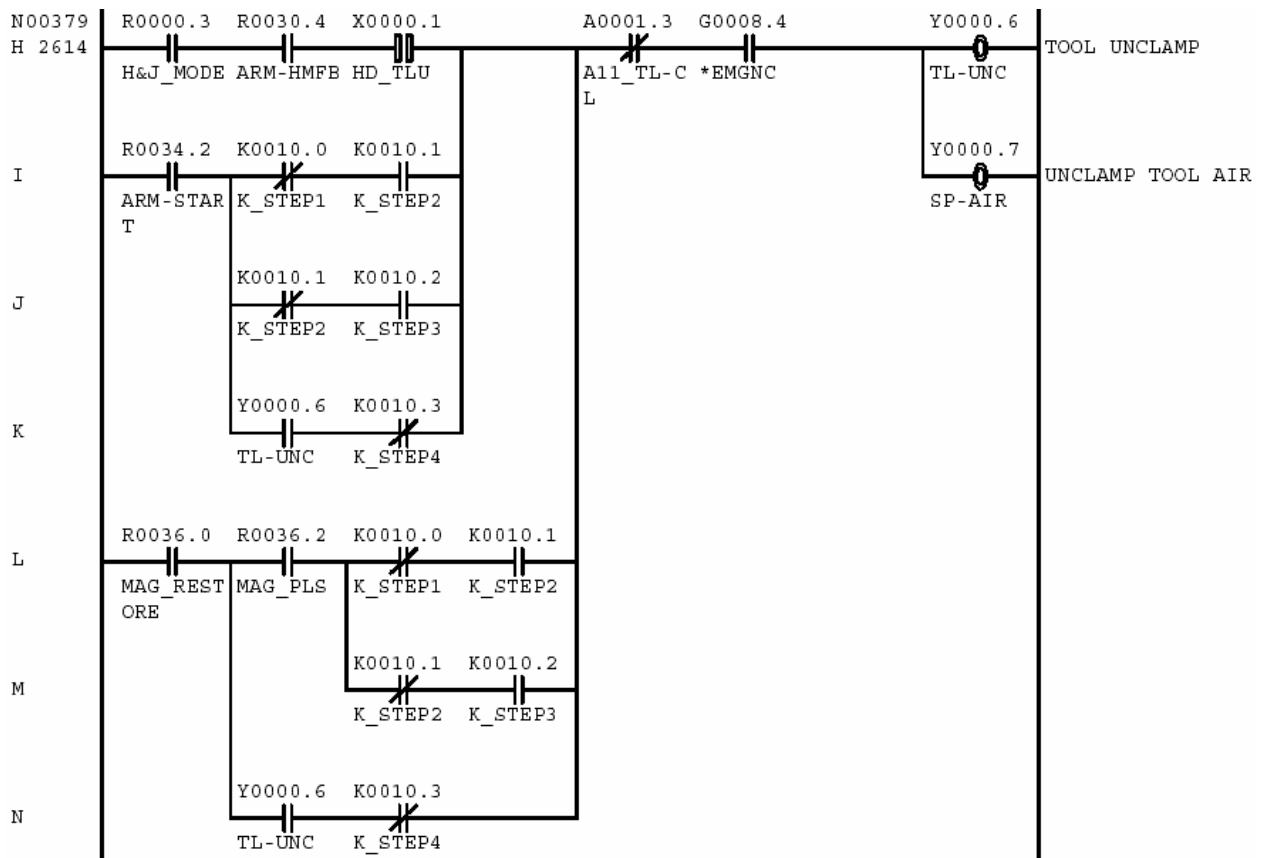 N00379 R0000.3 R0030.4 X0000.1 A0001.3 G0008.4 Y0000.6
H 2614 TOOL UNCLAMP
H&J_MODE ARM-HMFB HD_TLU A11_TL-C *EMGNC TL-UNC
L
R0034.2 K0010.0 K0010.1 Y0000.7
I UNCLAMP TOOL AIR
ARM-STAR K_STEP1 K_STEP2 SP-AIR
T
K0010.1 K0010.2
J
K_STEP2 K_STEP3
Y0000.6 K0010.3
K
TL-UNC K_STEP4
R0036.0 R0036.2 K0010.0 K0010.1
L
MAG_REST MAG_PLS K_STEP1 K_STEP2
ORE
K0010.1 K0010.2
M
K_STEP2 K_STEP3
Y0000.6 K0010.3
N
TL-UNC K_STEP4